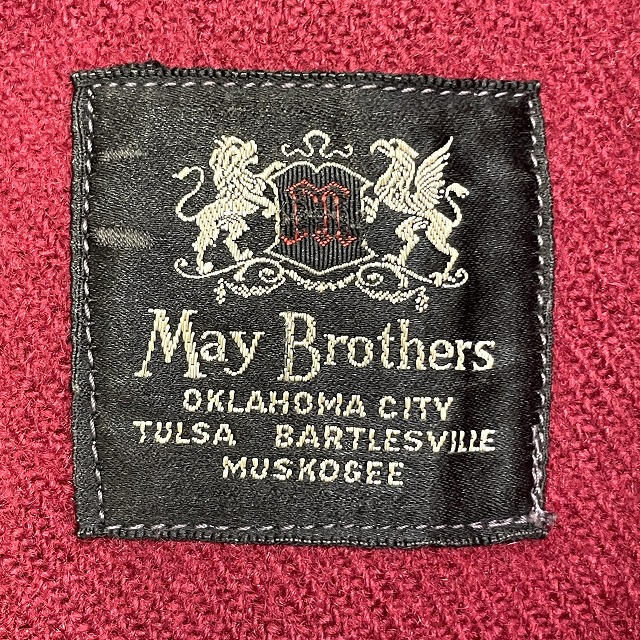 M
May Brothers
OKLAHOMA CITY
TULSA BARTLESVILLE
MUSKOGEE